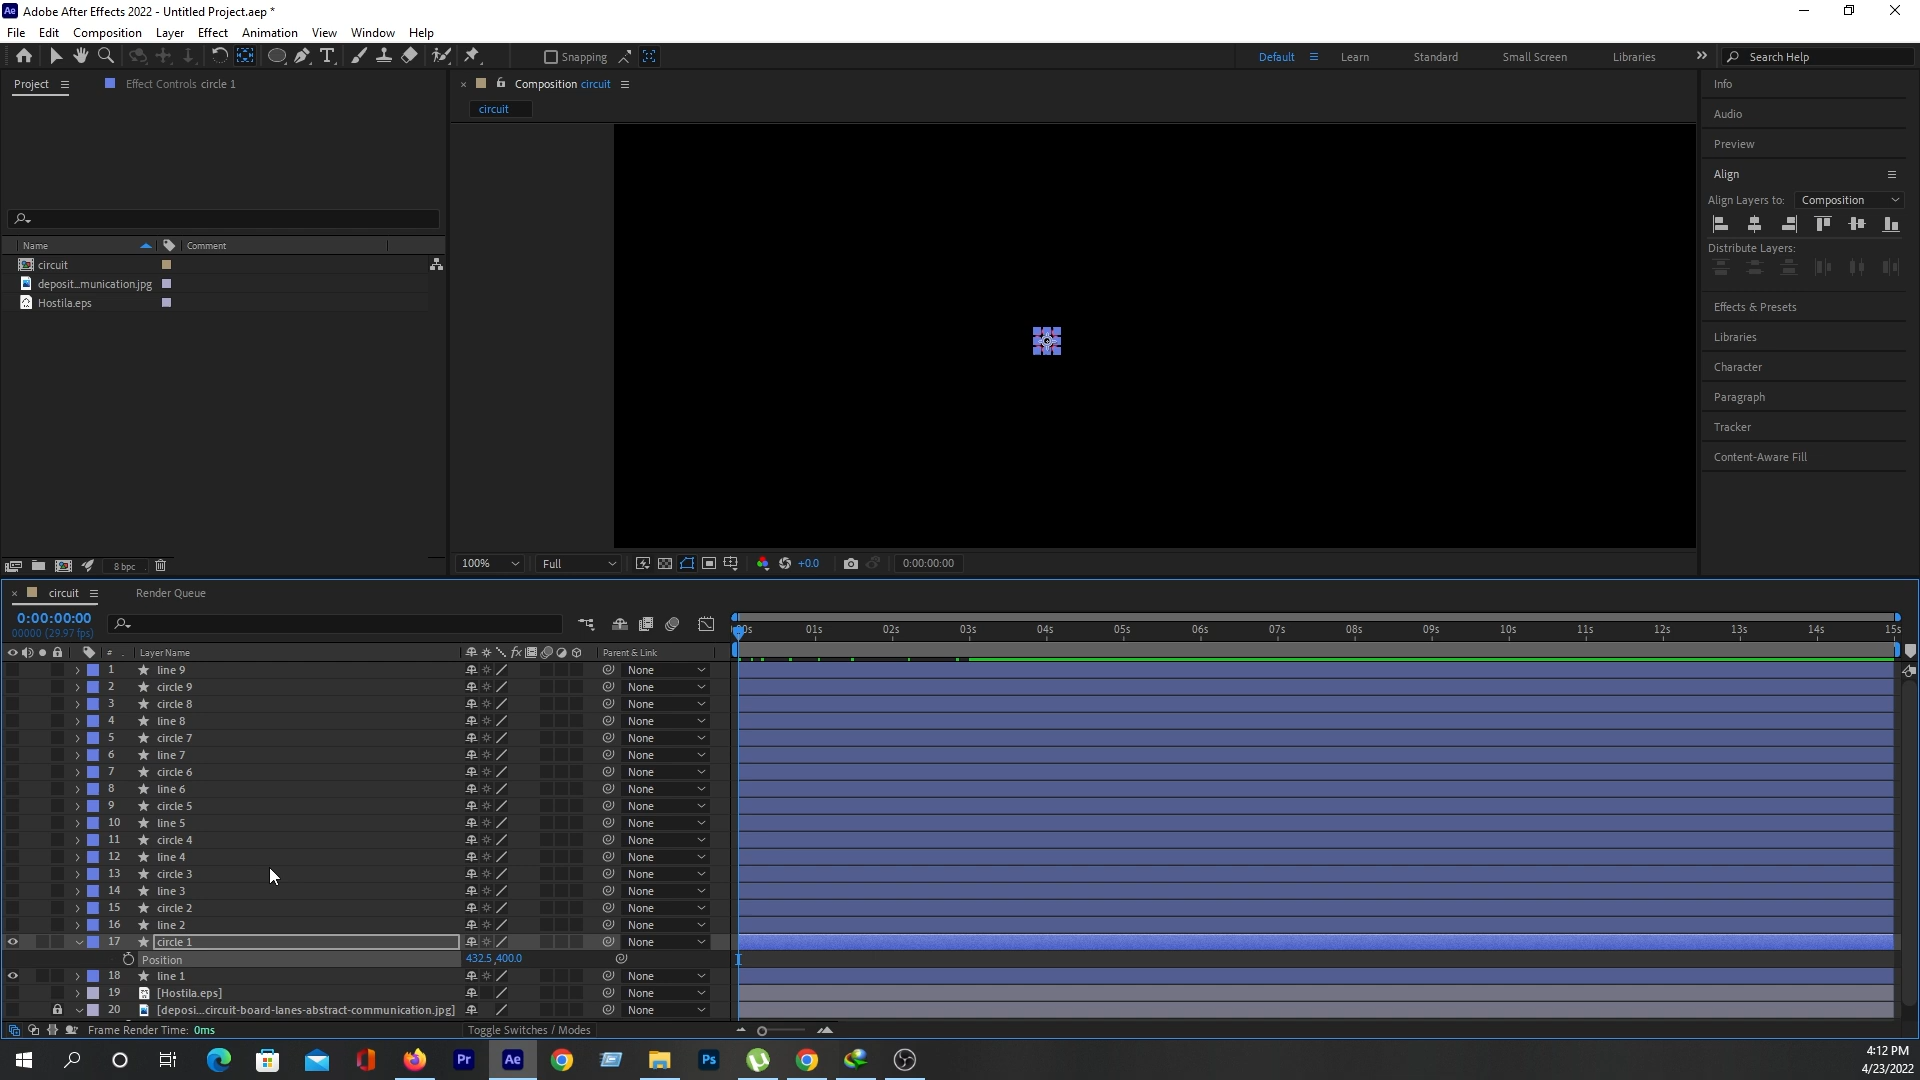 Ae Adobe After Effects 2022 - Untitled Project.aep *
File Edit Composition Layer Effect Animation View Window Help
Snapping
Default Learn Standard Small Screen Libraries Search Help
Project Effect Controls circle 1
Composition circuit
circuit
Name Comment
circuit
deposit...munication.jpg
Hostila.eps
8 bpc
100% Full +0.0 0:00:00:00
Info
Audio
Preview
Align
Align Layers to: Composition
Distribute Layers:
Effects & Presets
Libraries
Character
Paragraph
Tracker
Content-Aware Fill
circuit Render Queue
0:00:00:00
00000 (29.97 fps)
:00s 01s 02s 03s 04s 05s 06s 07s 08s 09s 10s 11s 12s 13s 14s 15s
# . Layer Name fx Parent & Link
1 line 9 None
2 circle 9 None
3 circle 8 None
4 line 8 None
5 circle 7 None
6 line 7 None
7 circle 6 None
8 line 6 None
9 circle 5 None
10 line 5 None
11 circle 4 None
12 line 4 None
13 circle 3 None
14 line 3 None
15 circle 2 None
16 line 2 None
17 circle 1 None
Position 432.5,400.0
18 line 1 None
19 [Hostila.eps] None
20 [deposi...circuit-board-lanes-abstract-communication.jpg] None
Frame Render Time: 0ms Toggle Switches / Modes
Pr Ae Ps
4:12 PM
4/23/2022